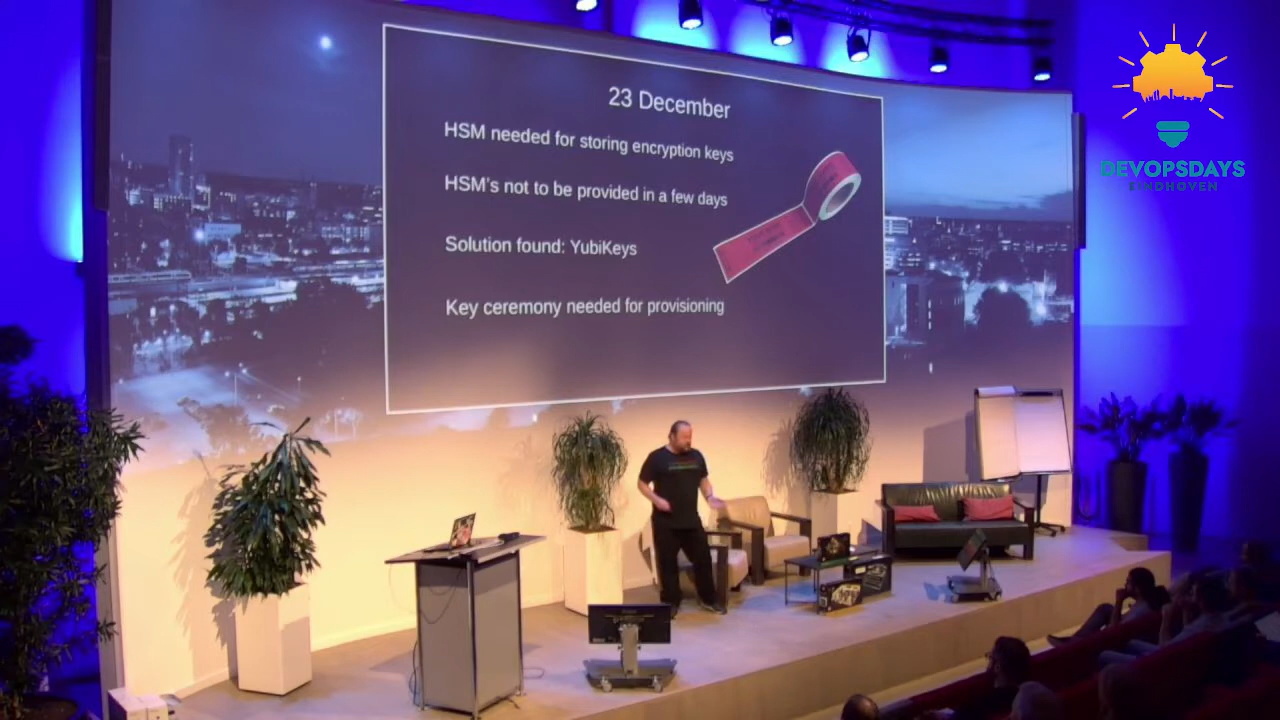 23 December
HSM needed for storing encryption keys
HSM's not to be provided in a few days
Solution found: YubiKeys
Key ceremony needed for provisioning
DEVOPSDAYS
EINDHOVEN